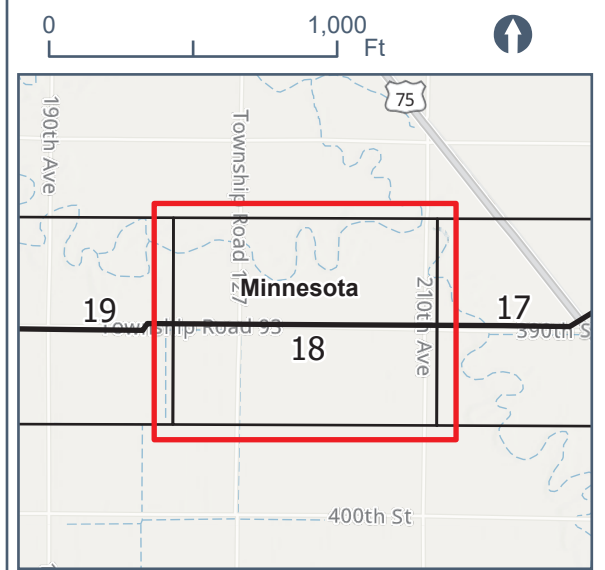 0
1,000
Ft
75
190th Ave
Township Road 127
Minnesota
210th Ave
19
17
Township Road 93
390th S
18
400th St